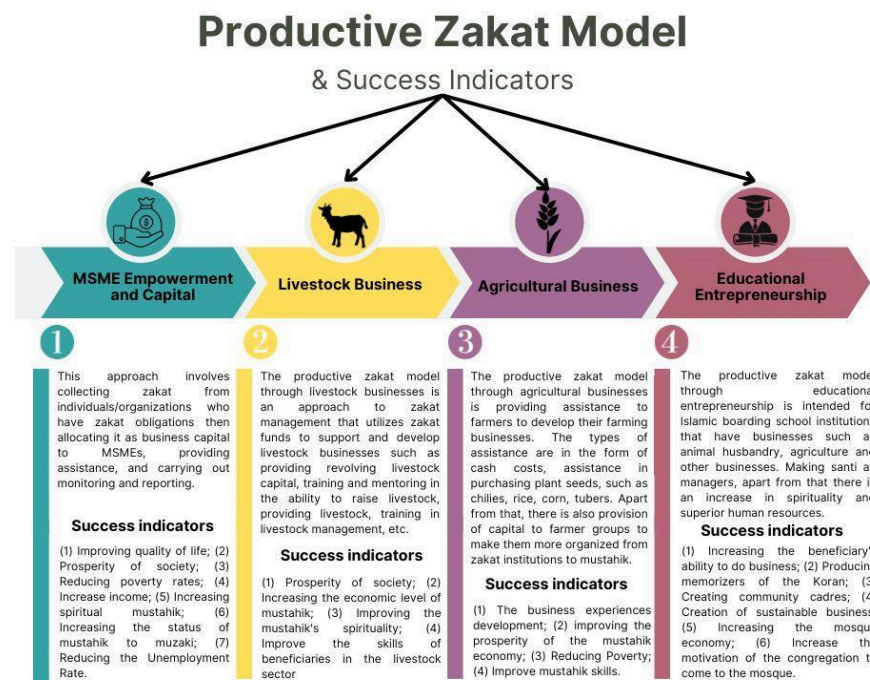 Productive Zakat Model
& Success Indicators
MSME Empowerment
and Capital
Livestock Business
Agricultural Business
Educational
Entrepreneurship
1
This approach involves
collecting zakat from
individuals/organizations who
have zakat obligations then
allocating it as business capital
to MSMEs, providing
assistance, and carrying out
monitoring and reporting.
Success indicators
(1) Improving quality of life; (2)
Prosperity of society; (3)
Reducing poverty rates; (4)
Increase income; (5) Increasing
spiritual mustahik; (6)
Increasing the status of
mustahik to muzaki; (7)
Reducing the Unemployment
Rate.
2
The productive zakat model
through livestock businesses is
an approach to zakat
management that utilizes zakat
funds to support and develop
livestock businesses such as
providing revolving livestock
capital, training and mentoring in
the ability to raise livestock,
providing livestock, training in
livestock management, etc.
Success indicators
(1) Prosperity of society; (2)
Increasing the economic level of
mustahik; (3) Improving the
mustahik's spirituality; (4)
Improve the skills of
beneficiaries in the livestock
sector
3
The productive zakat model
through agricultural businesses
is providing assistance to
farmers to develop their farming
businesses. The types of
assistance are in the form of
cash costs, assistance in
purchasing plant seeds, such as
chilies, rice, corn, tubers. Apart
from that, there is also provision
of capital to farmer groups to
make them more organized from
zakat institutions to mustahik.
Success indicators
(1) The business experiences
development; (2) improving the
prosperity of the mustahik
economy; (3) Reducing Poverty;
(4) Improve mustahik skills.
4
The productive zakat mode
through educationa
entrepreneurship is intended fo
Islamic boarding school institution
that have businesses such a
animal husbandry, agriculture an
other businesses. Making santi a
managers, apart from that there i
an increase in spirituality an
superior human resources.
Success indicators
(1) Increasing the beneficiary'
ability to do business; (2) Producin
memorizers of the Koran; (3
Creating community cadres; (4
Creation of sustainable business
(5) Increasing the mosqu
economy; (6) Increase th
motivation of the congregation t
come to the mosque.